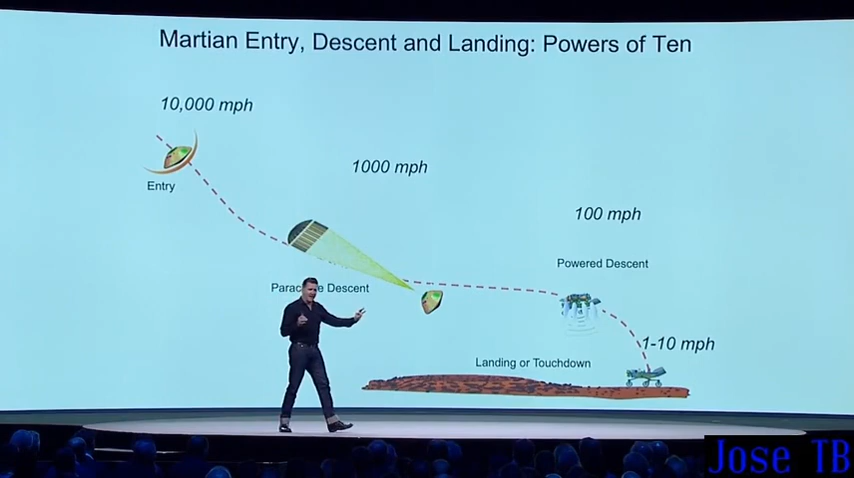 Martian Entry, Descent and Landing: Powers of Ten
10,000 mph
Entry
1000 mph
100 mph
Powered Descent
Descent
1-10 mph
Landing or Touchdown
Jose TB